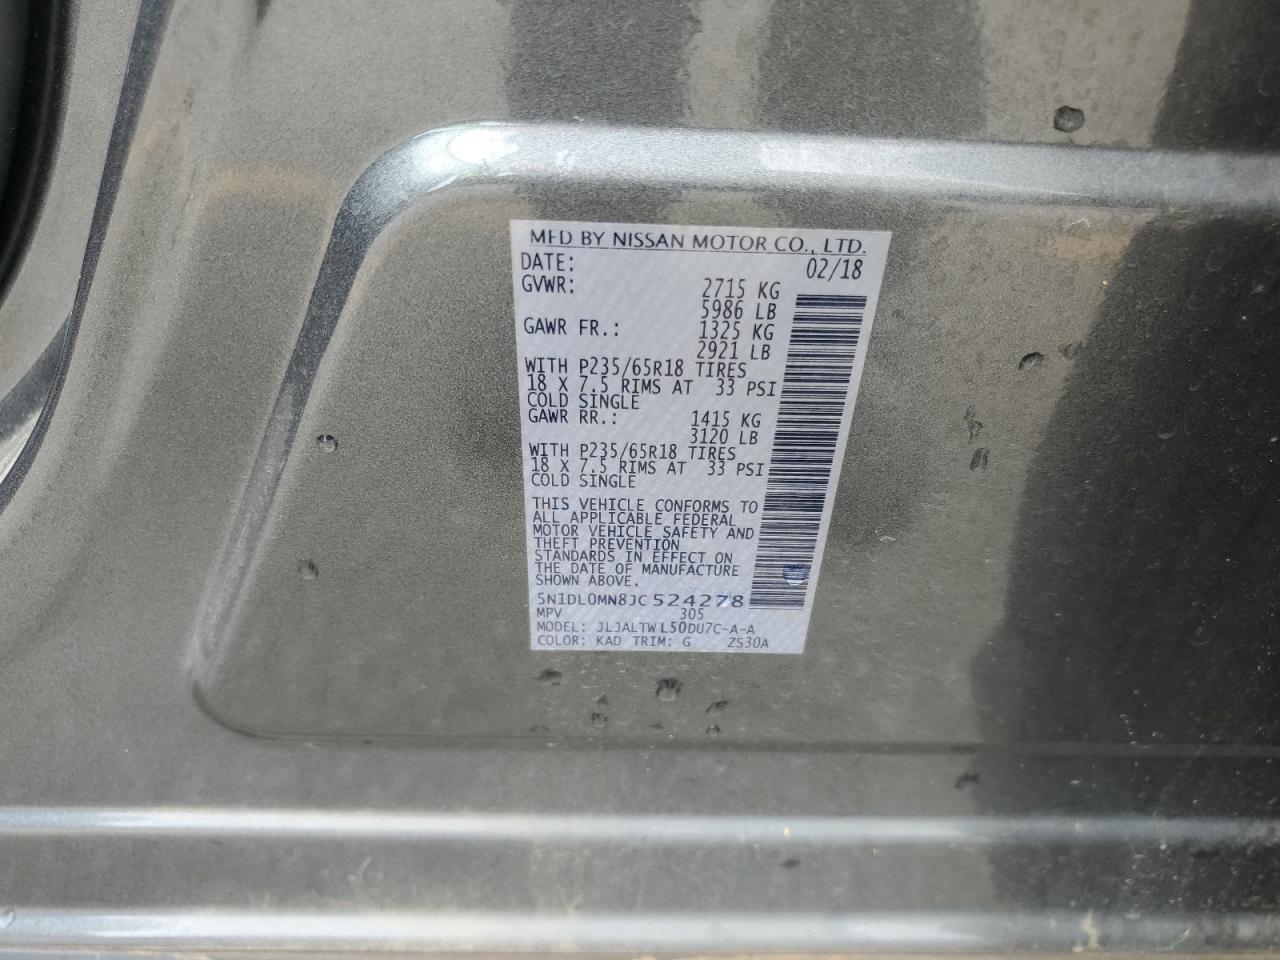 MFD BY NISSAN MOTOR CO., LTD.
DATE: 02/18
GVWR: 2715 KG
5986 LB
GAWR FR.: 1325 KG
2921 LB
WITH P235/65R18 TIRES
18 X 7.5 RIMS AT 33 PSI
COLD SINGLE
GAWR RR.: 1415 KG
3120 LB
WITH P235/65R18 TIRES
18 X 7.5 RIMS AT 33 PSI
COLD SINGLE
THIS VEHICLE CONFORMS TO
ALL APPLICABLE FEDERAL
MOTOR VEHICLE SAFETY AND
THEFT PREVENTION
STANDARDS IN EFFECT ON
THE DATE OF MANUFACTURE
SHOWN ABOVE.
5N1DL0MN8JC524278
MPV 305
MODEL: JLJALTWL50DU7C-A-A
COLOR: KAD TRIM: G ZS30A